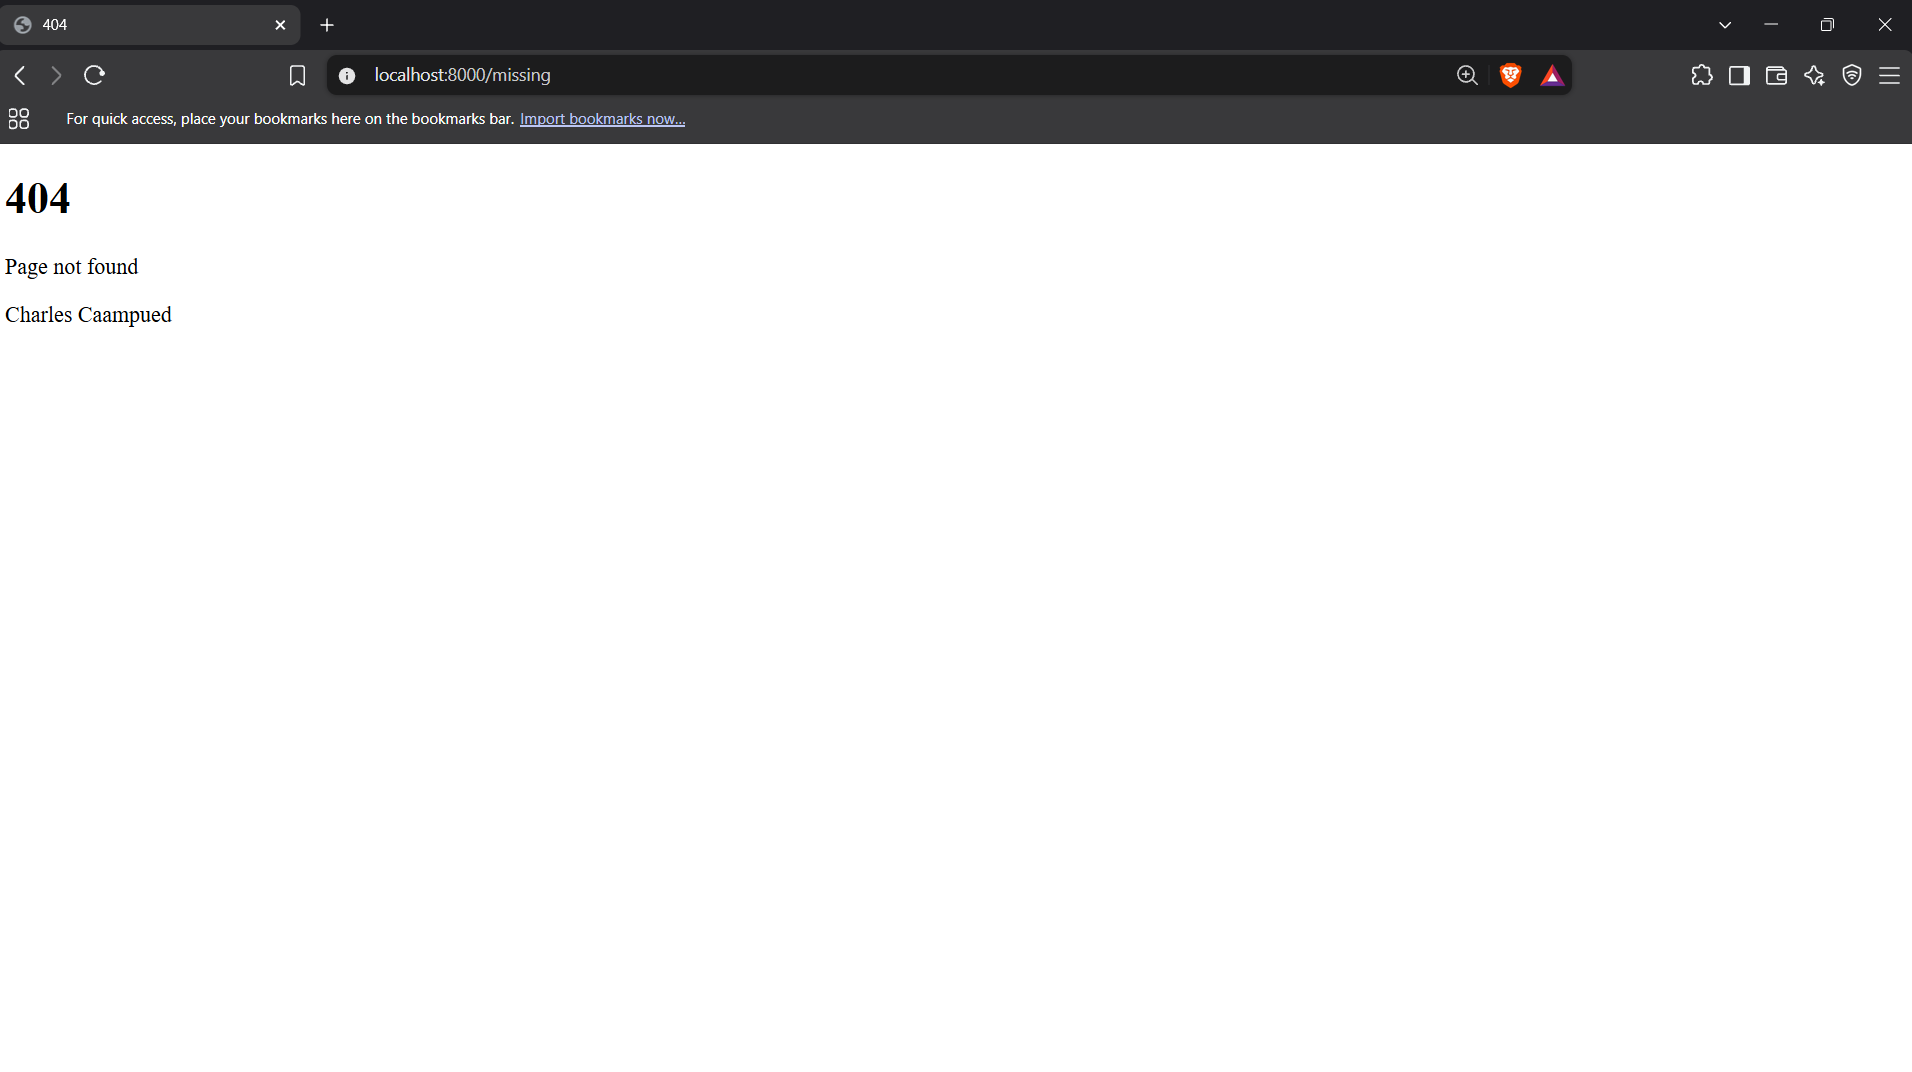 404
localhost:8000/missing
For quick access, place your bookmarks here on the bookmarks bar. Import bookmarks now...
404
Page not found
Charles Caampued